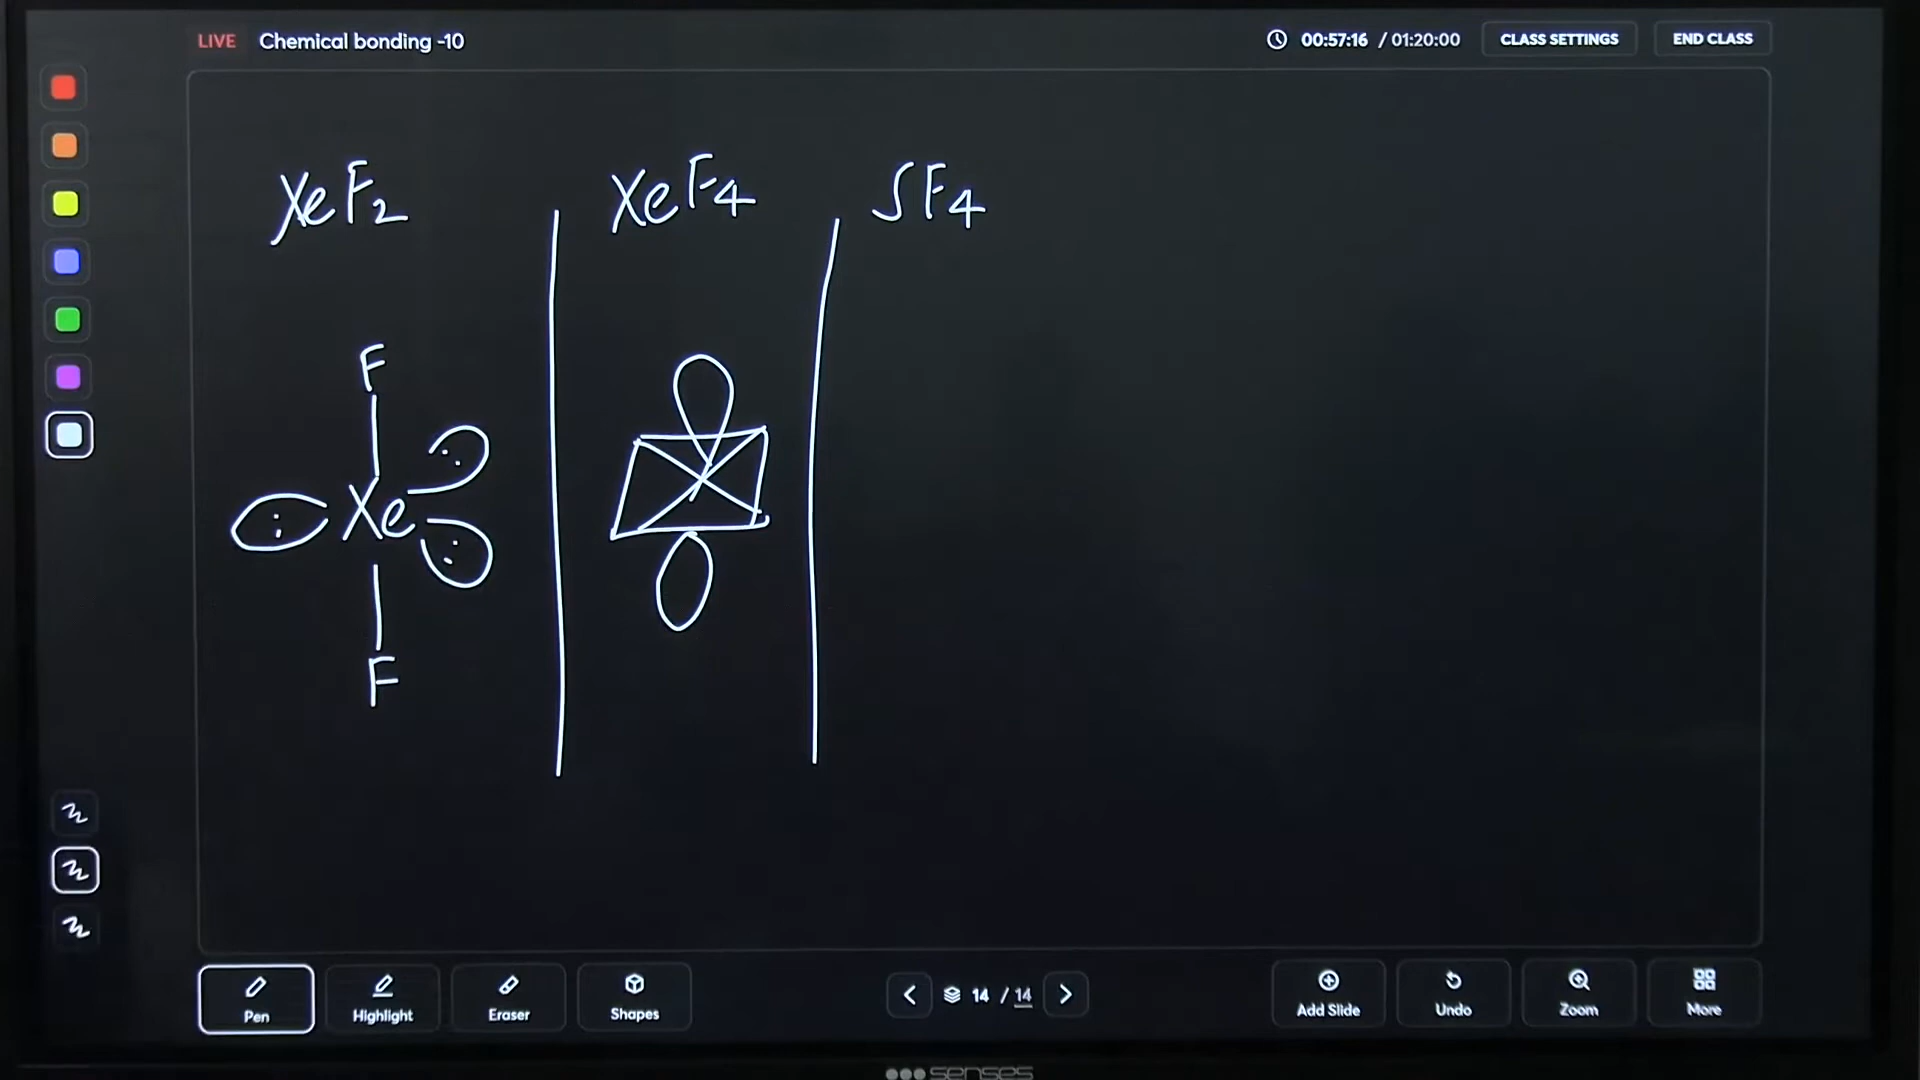 LIVE Chemical bonding -10 00:57:16 / 01:20:00 CLASS SETTINGS END CLASS
XeF2 XeF4 SF4
F
Xe
F
Pen Highlight Eraser Shapes 14 / 14 Add Slide Undo Zoom More
senses